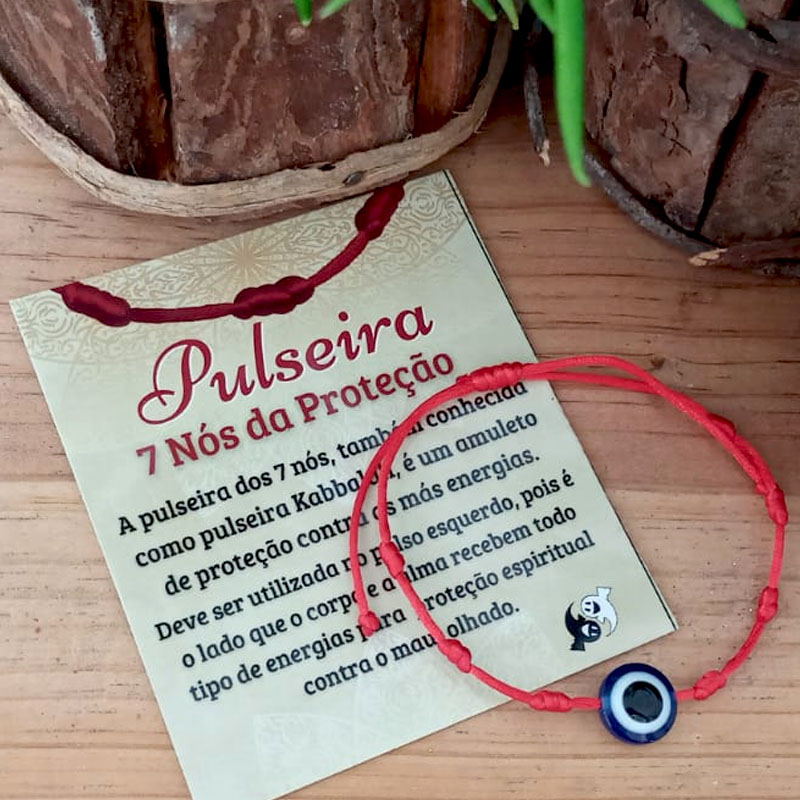 Pulseira
7 Nós da Proteção
A pulseira dos 7 nós, também conhecida
como pulseira Kabbalah, é um amuleto
de proteção contra as más energias.
Deve ser utilizada no pulso esquerdo, pois é
o lado que o corpo e a alma recebem todo
tipo de energias para proteção espiritual
contra o mau olhado.